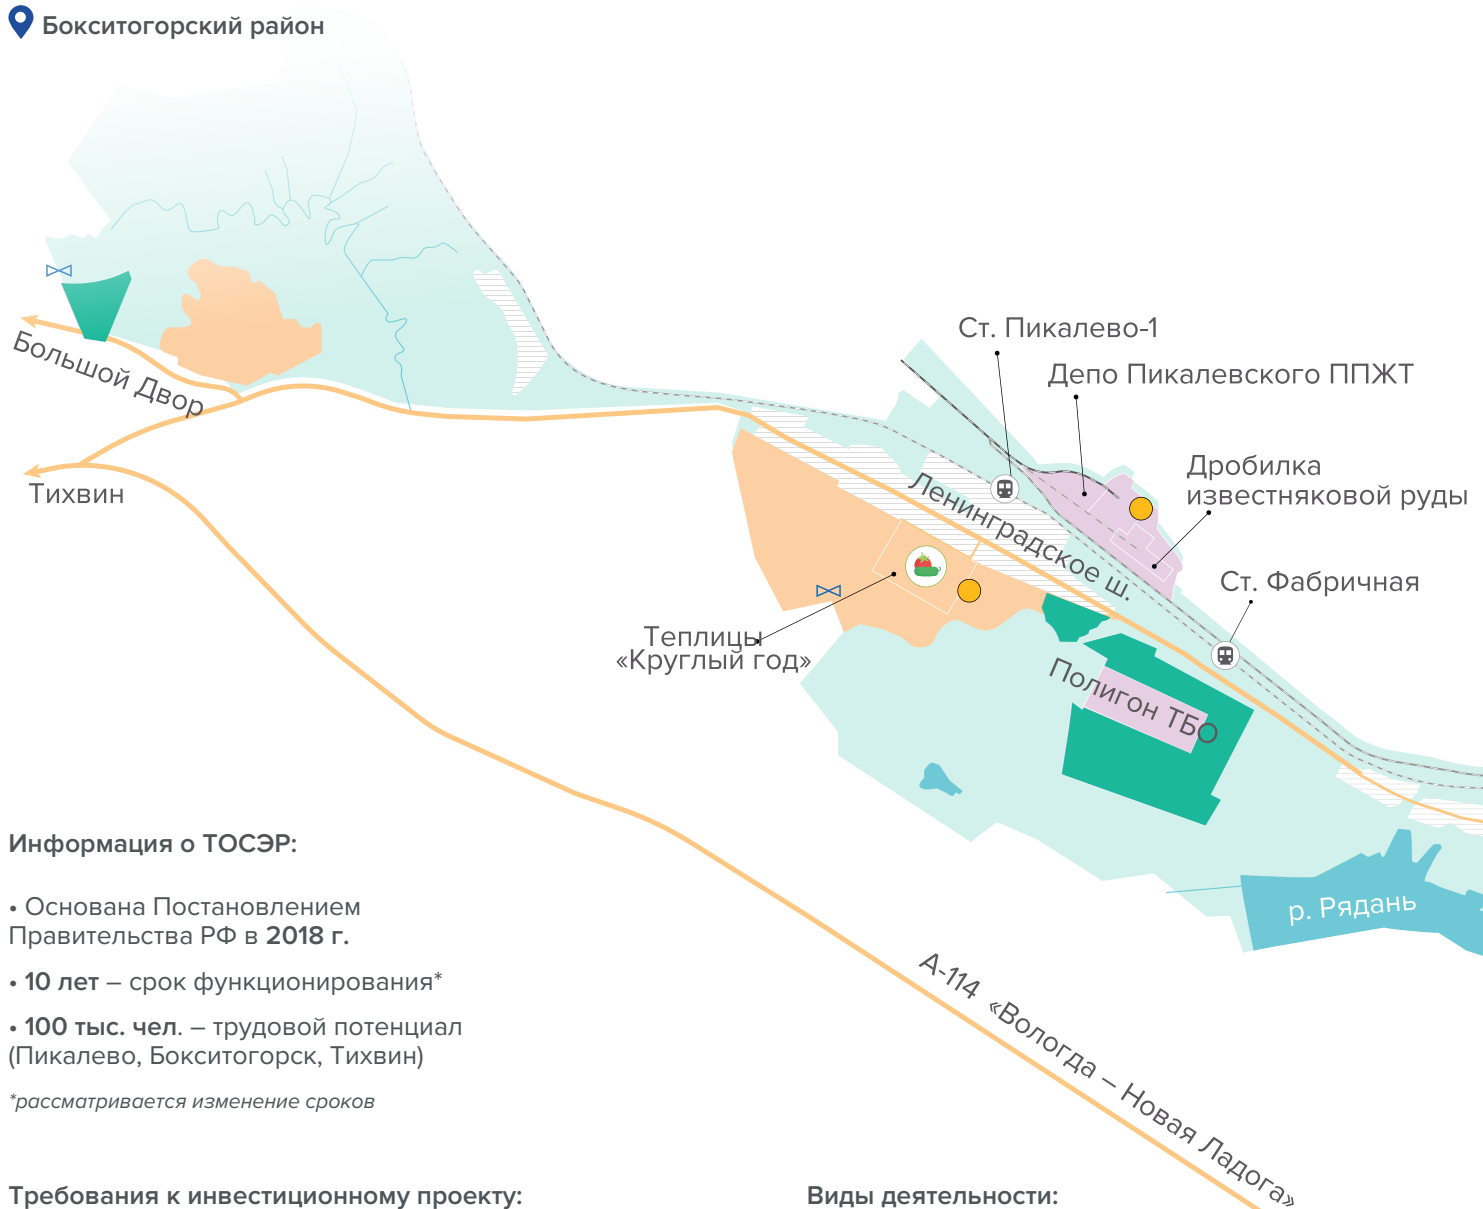 Бокситогорский район
Ст. Пикалево-1
Депо Пикалевского ППЖТ
Большой Двор
Дробилка
известняковой руды
Тихвин
Ленинградское ш.
Ст. Фабричная
Теплицы
«Круглый год»
Полигон ТБО
Информация о ТОСЭР:
• Основана Постановлением
Правительства РФ в 2018 г.
р. Рядань
• 10 лет – срок функционирования*
• 100 тыс. чел. – трудовой потенциал
(Пикалево, Бокситогорск, Тихвин)
*рассматривается изменение сроков
А-114 «Вологда – Новая Ладога»
Требования к инвестиционному проекту:
Виды деятельности: